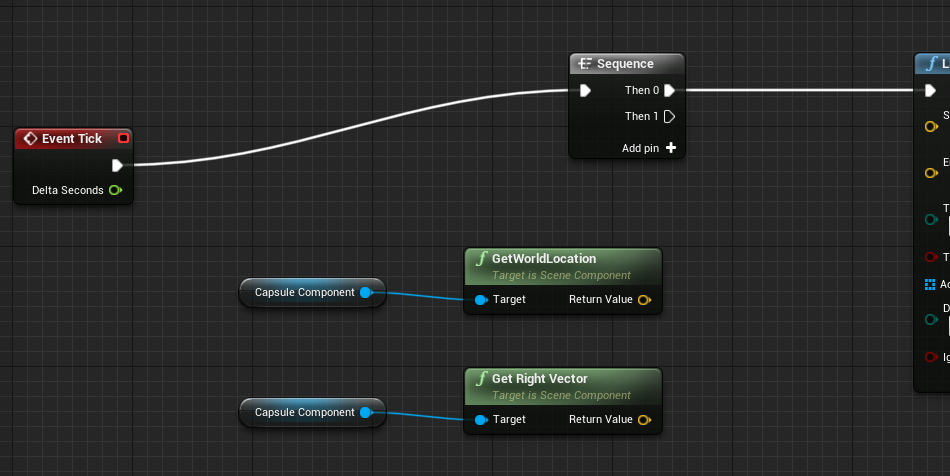 Sequence
Then 0
Then 1
Add pin
Event Tick
Delta Seconds
GetWorldLocation
Target is Scene Component
Capsule Component
Target
Return Value
Get Right Vector
Target is Scene Component
Capsule Component
Target
Return Value